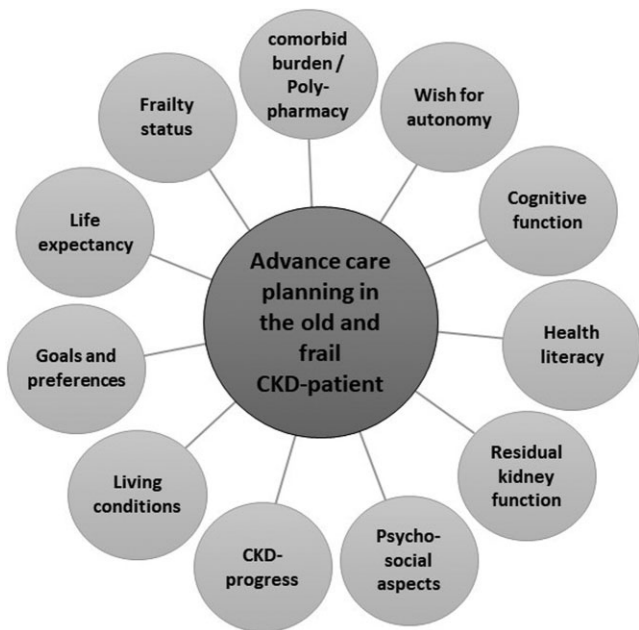 comorbid
burden /
Poly-
pharmacy
Wish for
autonomy
Cognitive
function
Health
literacy
Residual
kidney
function
Psycho-
social
aspects
CKD-
progress
Living
conditions
Goals and
preferences
Life
expectancy
Frailty
status
Advance care
planning in
the old and
frail
CKD-patient